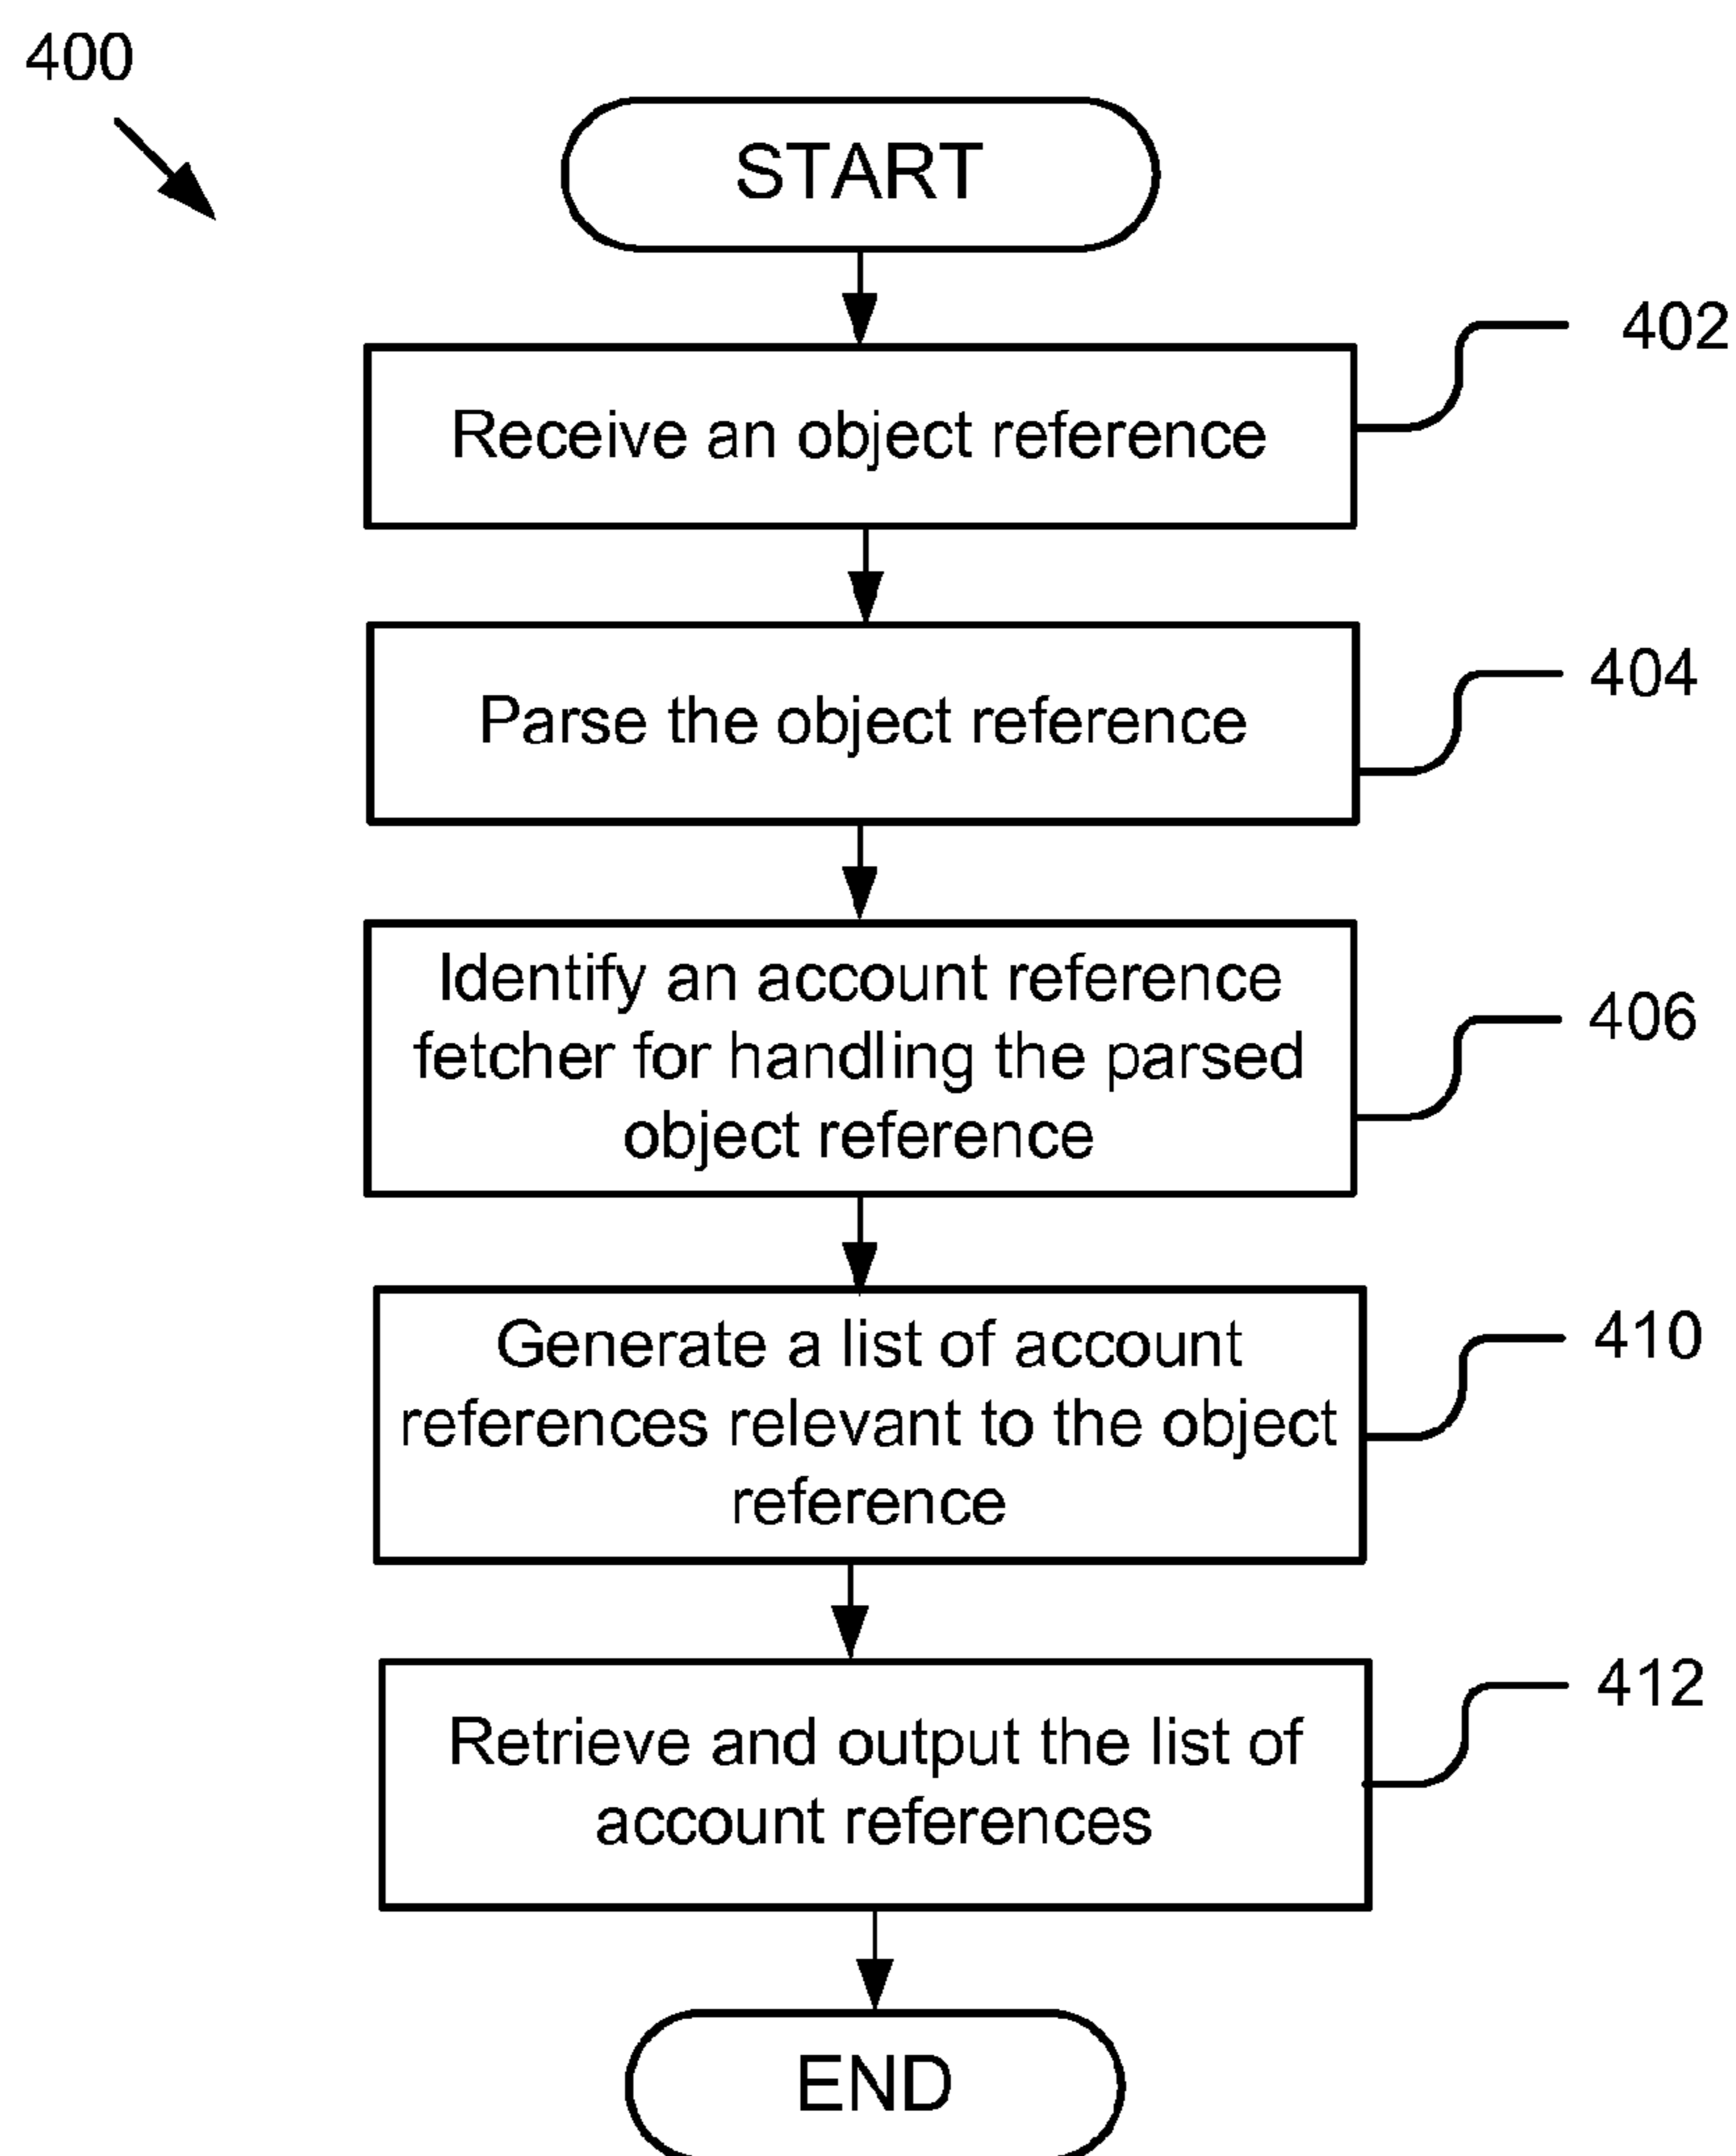 400
START
402
Receive an object reference
404
Parse the object reference
406
Identify an account reference
fetcher for handling the parsed
object reference
410
Generate a list of account
references relevant to the object
reference
412
Retrieve and output the list of
account references
END